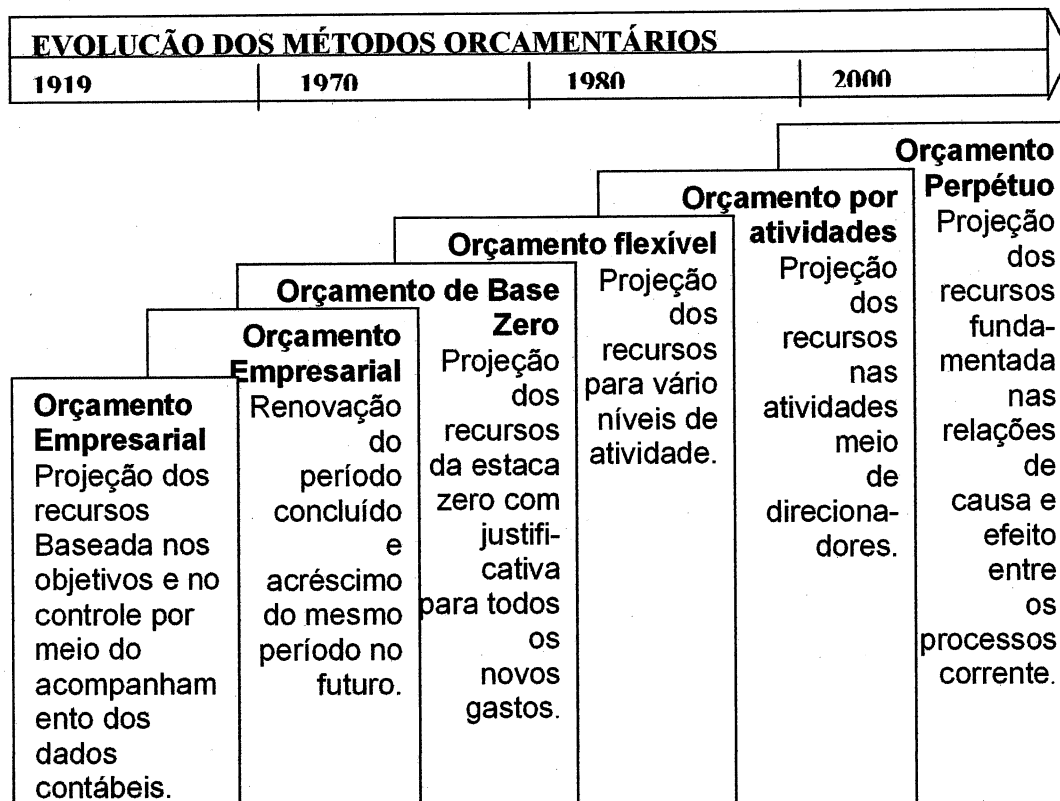 EVOLUÇÃO DOS MÉTODOS ORÇAMENTÁRIOS
1919 1970 1980 2000
Orçamento
Empresarial
Projeção dos
recursos
Baseada nos
objetivos e no
controle por
meio do
acompanham
ento dos
dados
contábeis.
Orçamento
Empresarial
Renovação
do
período
concluído
e
acréscimo
do mesmo
período no
futuro.
Orçamento de Base
Zero
Projeção
dos
recursos
da estaca
zero com
justifi-
cativa
para todos
os
novos
gastos.
Orçamento flexível
Projeção
dos
recursos
para vário
níveis de
atividade.
Orçamento por
atividades
Projeção
dos
recursos
nas
atividades
meio
de
direciona-
dores.
Orçamento
Perpétuo
Projeção
dos
recursos
funda-
mentada
nas
relações
de
causa e
efeito
entre
os
processos
corrente.